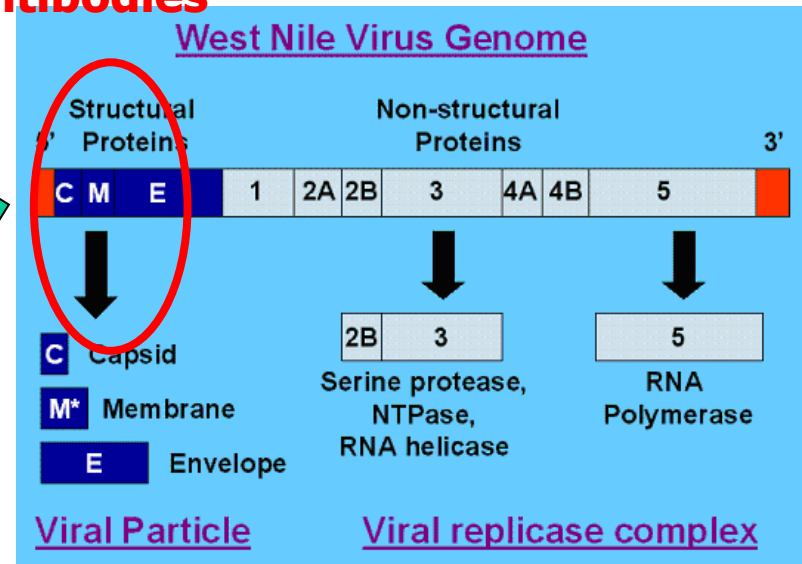 West Nile Virus Genome
Structural Proteins
Non-structural Proteins
5' 3'
C M E 1 2A 2B 3 4A 4B 5
C Capsid
M* Membrane
E Envelope
2B 3
Serine protease,
NTPase,
RNA helicase
5
RNA
Polymerase
Viral Particle
Viral replicase complex